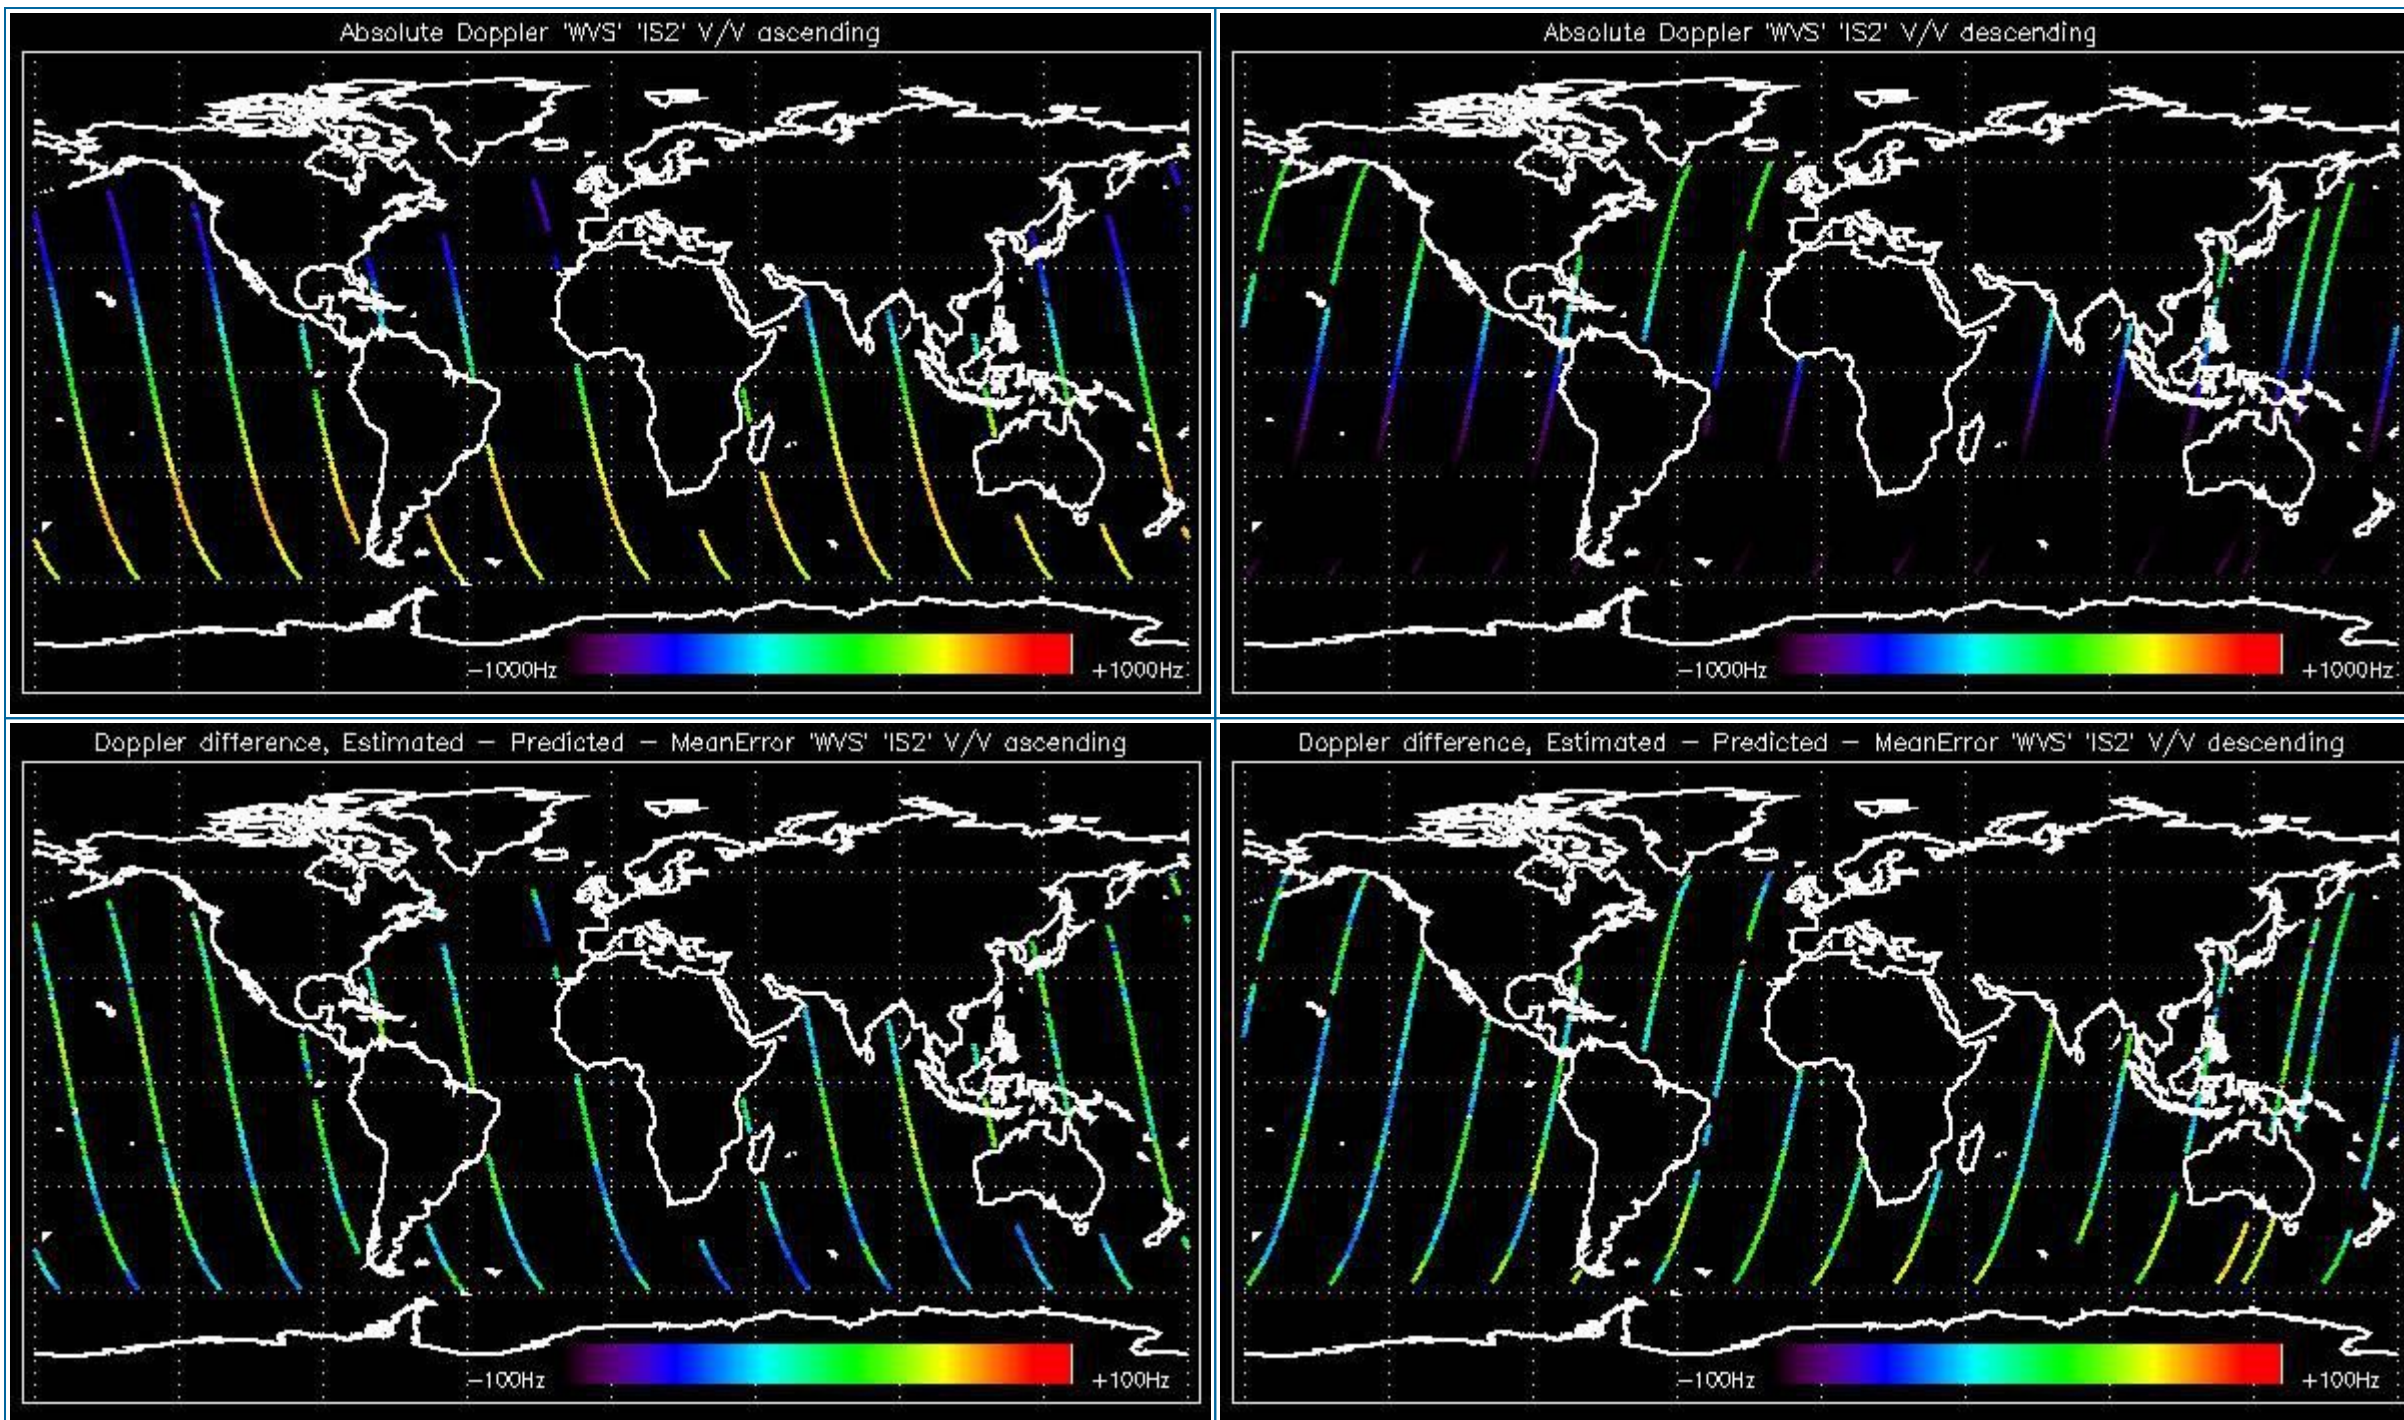 Absolute Doppler 'WVS' 'IS2' V/V ascending
−1000Hz
+1000Hz
Absolute Doppler 'WVS' 'IS2' V/V descending
−1000Hz
+1000Hz
Doppler difference, Estimated − Predicted − MeanError 'WVS' 'IS2' V/V ascending
−100Hz
+100Hz
Doppler difference, Estimated − Predicted − MeanError 'WVS' 'IS2' V/V descending
−100Hz
+100Hz